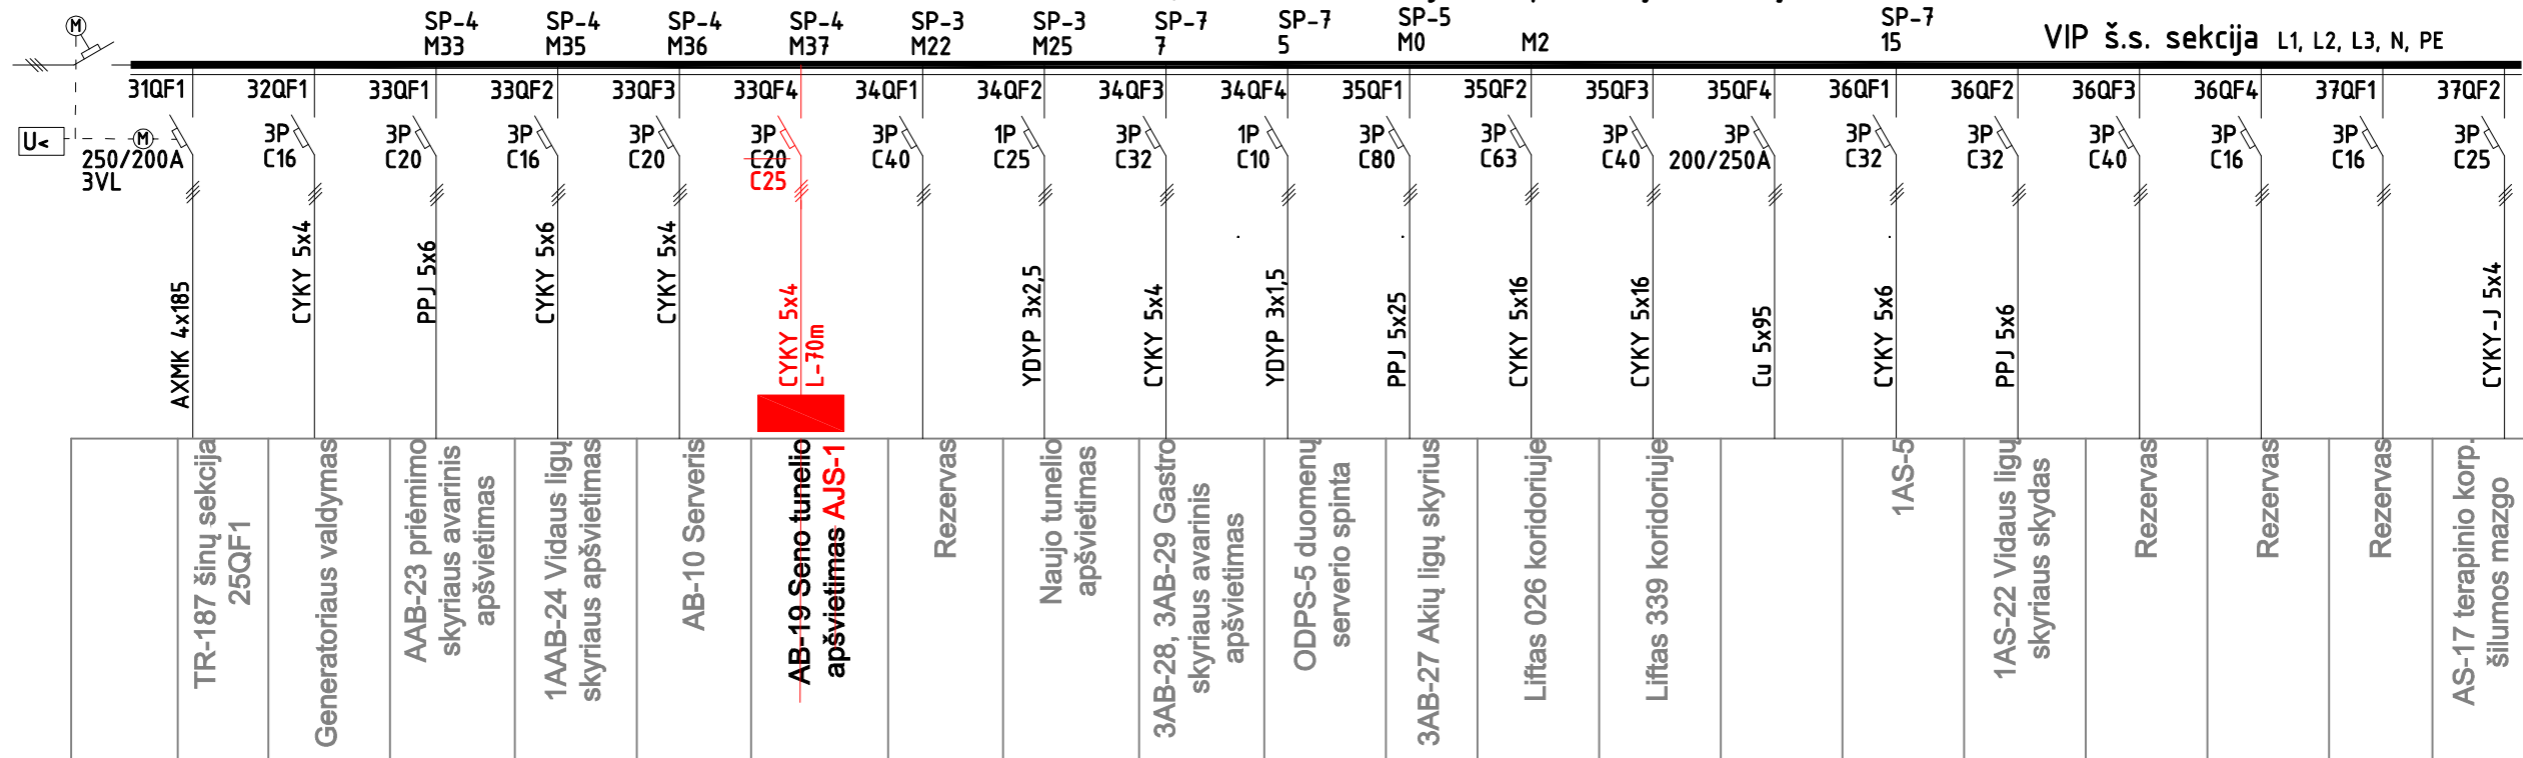 SP-4
M33
SP-4
M35
SP-4
M36
SP-4
M37
SP-3
M22
SP-3
M25
SP-7
7
SP-7
5
SP-5
M0
M2
SP-7
15
VIP š.s. sekcija L1, L2, L3, N, PE
M
31QF1
32QF1
33QF1
33QF2
33QF3
33QF4
34QF1
34QF2
34QF3
34QF4
35QF1
35QF2
35QF3
35QF4
36QF1
36QF2
36QF3
36QF4
37QF1
37QF2
U<
M
250/200A
3VL
3P
C16
3P
C20
3P
C16
3P
C20
3P
C20
C25
3P
C40
1P
C25
3P
C32
1P
C10
3P
C80
3P
C63
3P
C40
3P
200/250A
3P
C32
3P
C32
3P
C40
3P
C16
3P
C16
3P
C25
AXMK 4x185
CYKY 5x4
PPJ 5x6
CYKY 5x6
CYKY 5x4
CYKY 5x4
L-70m
YDYP 3x2,5
CYKY 5x4
YDYP 3x1,5
PPJ 5x25
CYKY 5x16
CYKY 5x16
Cu 5x95
CYKY 5x6
PPJ 5x6
CYKY-J 5x4
TR-187 šinų sekcija
25QF1
Generatoriaus valdymas
AAB-23 priėmimo
skyriaus avarinis
apšvietimas
1AAB-24 Vidaus ligų
skyriaus apšvietimas
AB-10 Serveris
AB-19 Seno tunelio
apšvietimas AJS-1
Rezervas
Naujo tunelio
apšvietimas
3AB-28, 3AB-29 Gastro
skyriaus avarinis
apšvietimas
ODPS-5 duomenų
serverio spinta
3AB-27 Akių ligų skyrius
Liftas 026 koridoriuje
Liftas 339 koridoriuje
1AS-5
1AS-22 Vidaus ligų
skyriaus skydas
Rezervas
Rezervas
Rezervas
AS-17 terapinio korp.
šilumos mazgo